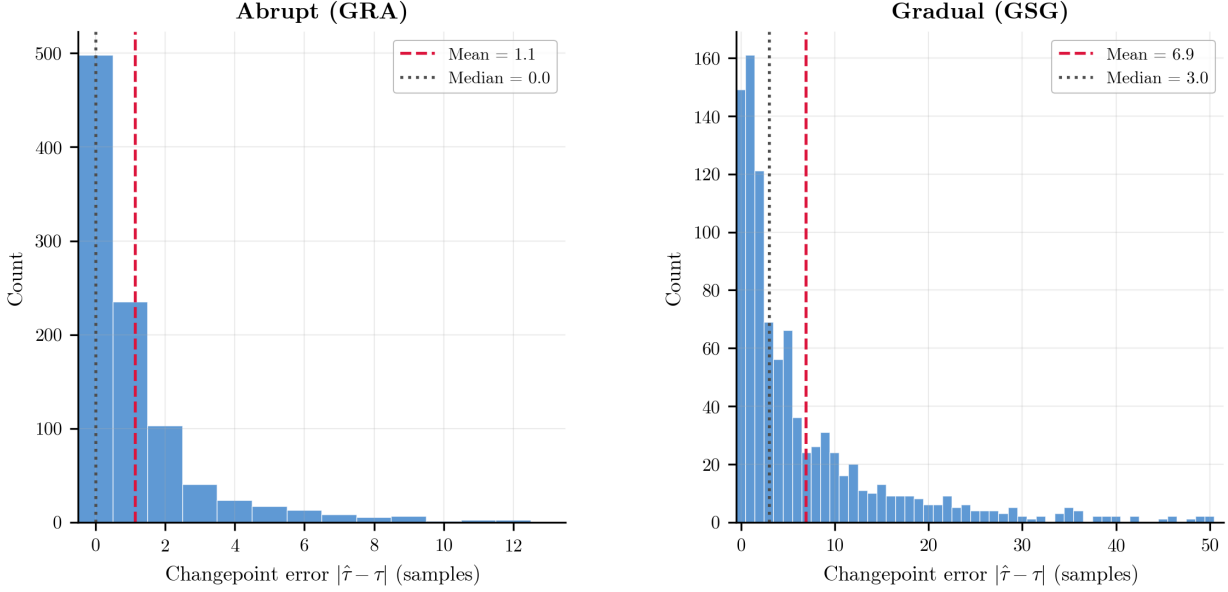 Abrupt (GRA)
Mean = 1.1
Median = 0.0
500
400
300
200
100
0
Count
0 2 4 6 8 10 12
Changepoint error |τ̂ − τ| (samples)
Gradual (GSG)
Mean = 6.9
Median = 3.0
160
140
120
100
80
60
40
20
0
Count
0 10 20 30 40 50
Changepoint error |τ̂ − τ| (samples)